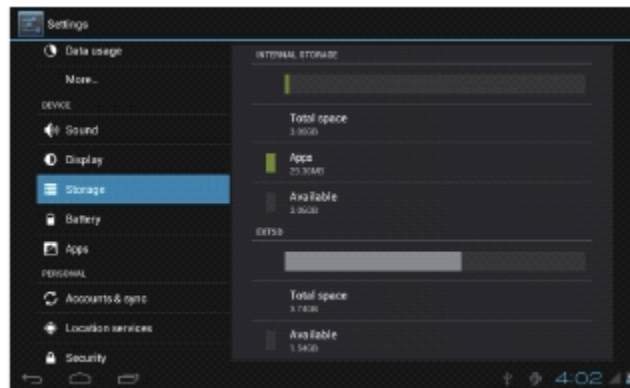 Settings
Data usage
More...
DEVICE
Sound
Display
Storage
Battery
Apps
PERSONAL
Accounts & sync
Location services
Security
INTERNAL STORAGE
Total space
Apps
Available
EXTSD
Total space
Available
4:02